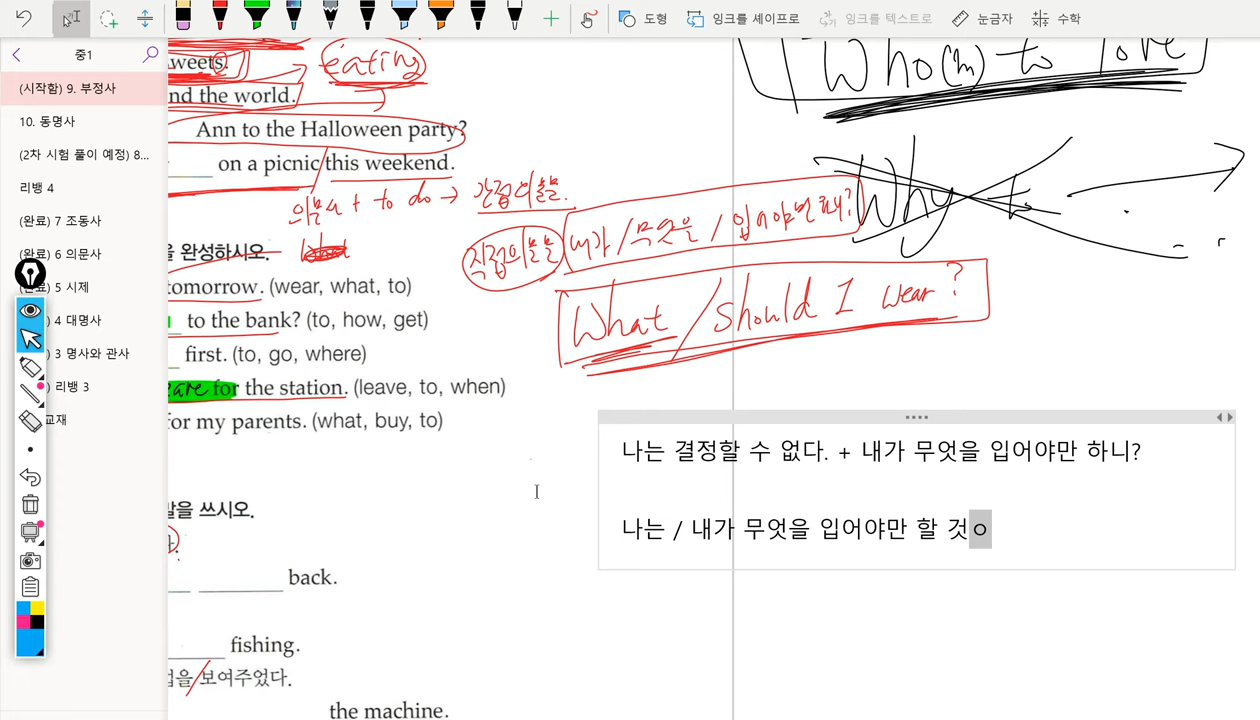 도형
잉크를 셰이프로
잉크를 텍스트로
눈금자
수학
중1
(시작함) 9. 부정사
10. 동명사
(2차 시험 풀이 예정) 8...
리뱅 4
(완료) 7 조동사
(완료) 6 의문사
5 시제
) 4 대명사
) 3 명사와 관사
) 리뱅 3
교재
weets.
eating
nd the world.
Ann to the Halloween party?
on a picnic this weekend.
의문사 + to do → 간접의문문.
을 완성하시오.
tomorrow. (wear, what, to)
to the bank? (to, how, get)
first. (to, go, where)
for the station. (leave, to, when)
for my parents. (what, buy, to)
말을 쓰시오.
back.
fishing.
을 / 보여주었다.
the machine.
Who(m) to love
Why to
직접의문문 내가 / 무엇을 / 입어야만 해?
What / should I wear?
나는 결정할 수 없다. + 내가 무엇을 입어야만 하니?
나는 / 내가 무엇을 입어야만 할 것ㅇ